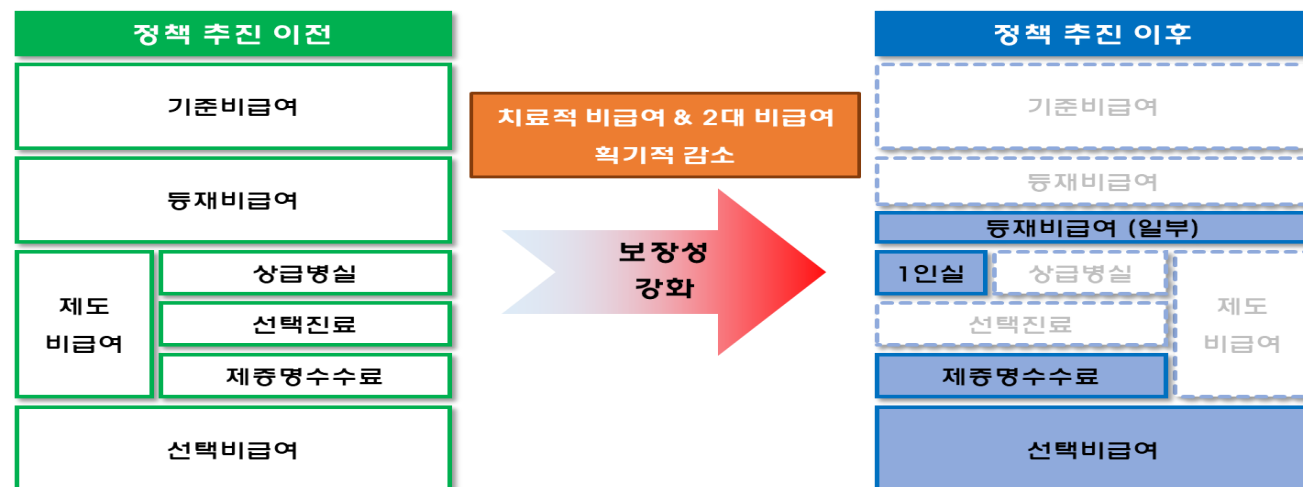 정책 추진 이전
기준비급여
등재비급여
제도
비급여
상급병실
선택진료
제증명수수료
선택비급여
치료적 비급여 & 2대 비급여
획기적 감소
보장성
강화
정책 추진 이후
기준비급여
등재비급여
등재비급여 (일부)
1인실
상급병실
선택진료
제증명수수료
제도
비급여
선택비급여